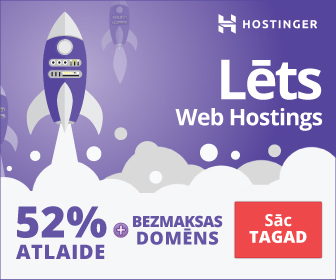 HOSTINGER
Lēts
Web Hostings
52%
ATLAIDE
+
BEZMAKSAS
DOMĒNS
Sāc
TAGAD